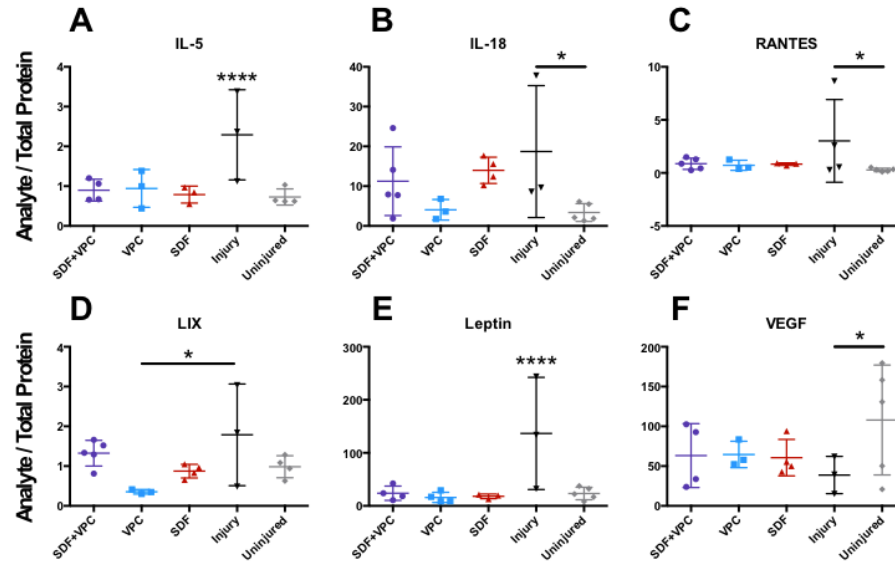 A
IL-5
Analyte / Total Protein
4
3
2
1
0
****
SDF+VPC
VPC
SDF
Injury
Uninjured
B
IL-18
40
30
20
10
0
*
SDF+VPC
VPC
SDF
Injury
Uninjured
C
RANTES
10
5
0
-5
*
SDF+VPC
VPC
SDF
Injury
Uninjured
D
LIX
Analyte / Total Protein
4
3
2
1
0
*
SDF+VPC
VPC
SDF
Injury
Uninjured
E
Leptin
300
200
100
0
****
SDF+VPC
VPC
SDF
Injury
Uninjured
F
VEGF
200
150
100
50
0
*
SDF+VPC
VPC
SDF
Injury
Uninjured